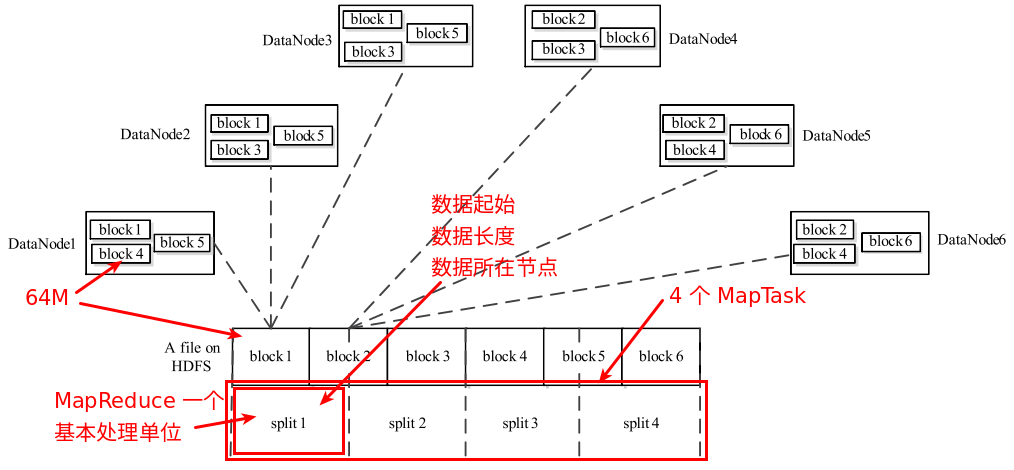 block 1
block 5
block 3
DataNode3
block 2
block 6
block 3
DataNode4
DataNode2
block 1
block 5
block 3
block 2
block 6
block 4
DataNode5
DataNode1
block 1
block 5
block 4
数据起始
数据长度
数据所在节点
block 2
block 6
block 4
DataNode6
64M
4 个 MapTask
A file on
HDFS
block 1
block 2
block 3
block 4
block 5
block 6
MapReduce 一个
基本处理单位
split 1
split 2
split 3
split 4